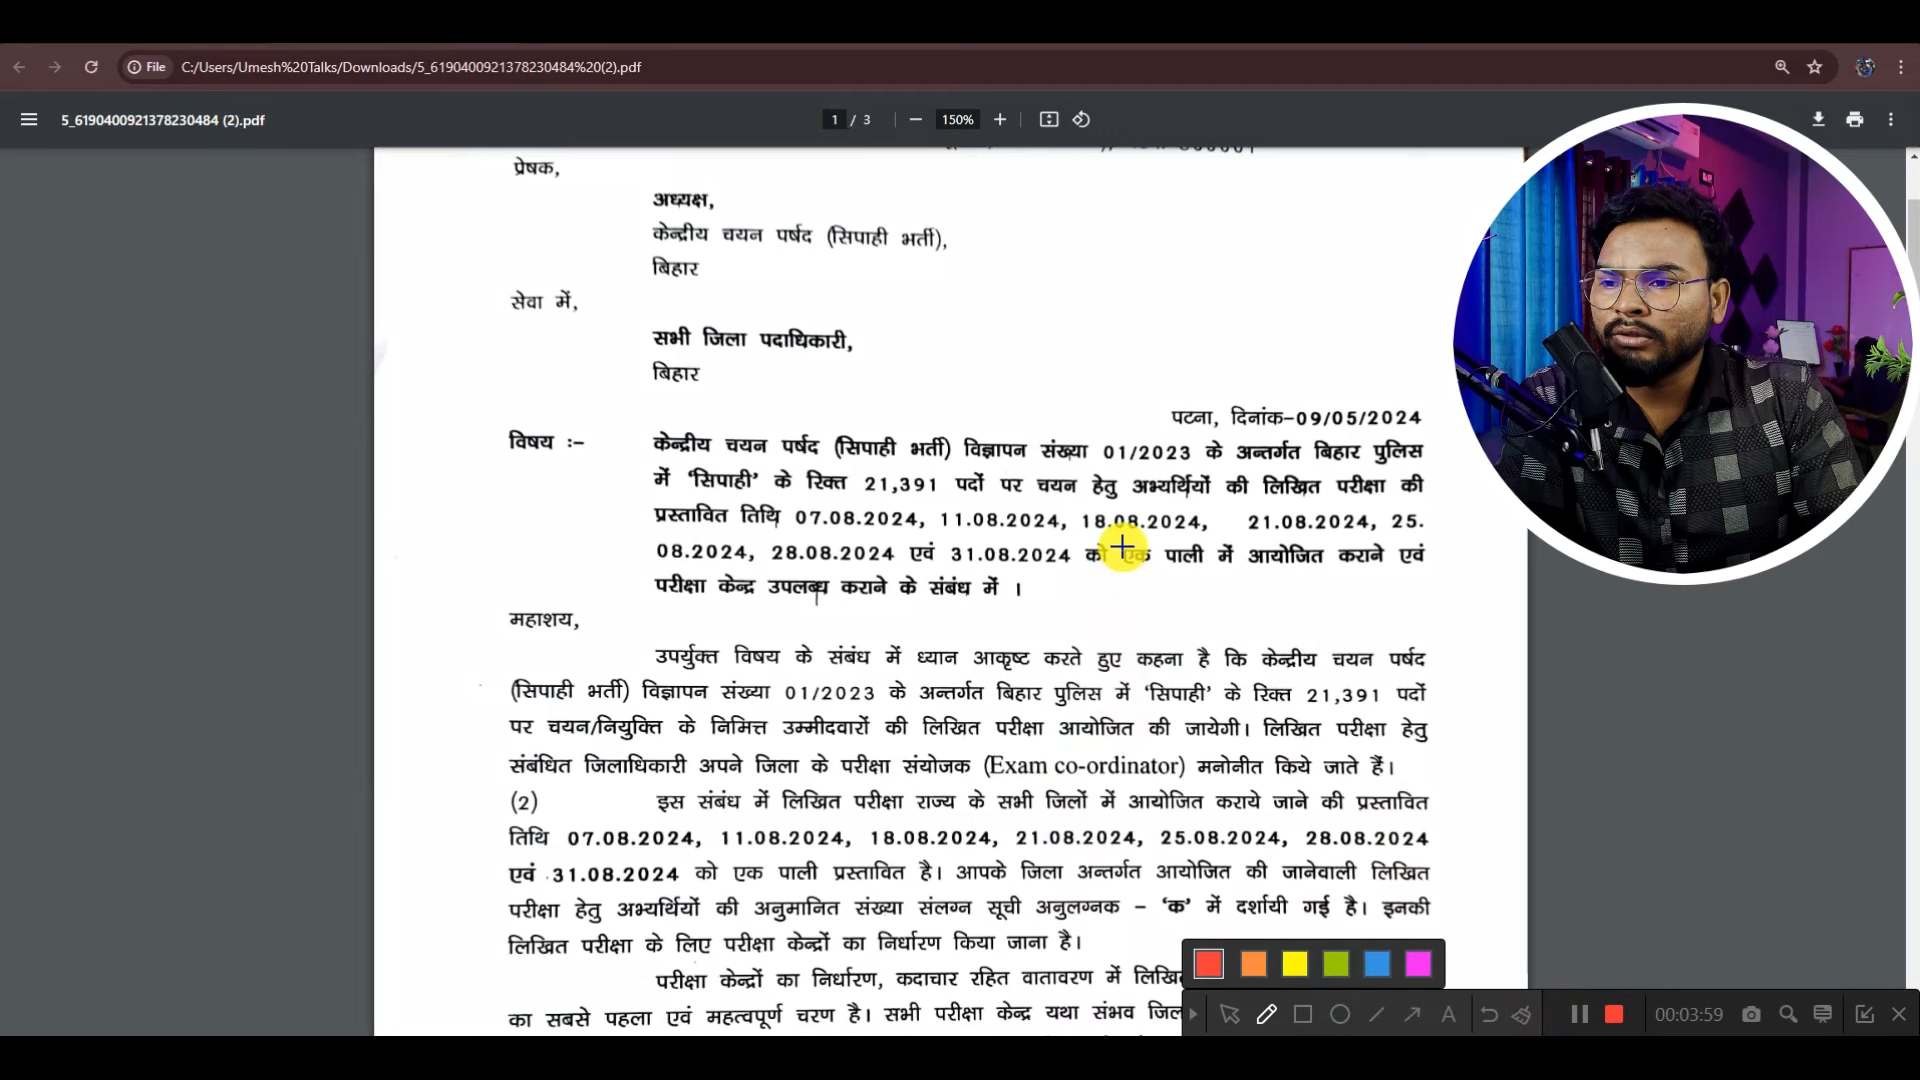 File C:/Users/Umesh%20Talks/Downloads/5_6190400921378230484%20(2).pdf
5_6190400921378230484 (2).pdf
1 / 3
150%
प्रेषक,
अध्यक्ष,
केन्द्रीय चयन पर्षद (सिपाही भर्ती),
बिहार
सेवा में,
सभी जिला पदाधिकारी,
बिहार
पटना, दिनांक-09/05/2024
विषय :- केन्द्रीय चयन पर्षद (सिपाही भर्ती) विज्ञापन संख्या 01/2023 के अन्तर्गत बिहार पुलिस
में ‘सिपाही’ के रिक्त 21,391 पदों पर चयन हेतु अभ्यर्थियों की लिखित परीक्षा की
प्रस्तावित तिथि 07.08.2024, 11.08.2024, 18.08.2024, 21.08.2024, 25.
08.2024, 28.08.2024 एवं 31.08.2024 को एक पाली में आयोजित कराने एवं
परीक्षा केन्द्र उपलब्ध कराने के संबंध में ।
महाशय,
उपर्युक्त विषय के संबंध में ध्यान आकृष्ट करते हुए कहना है कि केन्द्रीय चयन पर्षद
(सिपाही भर्ती) विज्ञापन संख्या 01/2023 के अन्तर्गत बिहार पुलिस में ‘सिपाही’ के रिक्त 21,391 पदों
पर चयन/नियुक्ति के निमित्त उम्मीदवारों की लिखित परीक्षा आयोजित की जायेगी। लिखित परीक्षा हेतु
संबंधित जिलाधिकारी अपने जिला के परीक्षा संयोजक (Exam co-ordinator) मनोनीत किये जाते हैं।
(2) इस संबंध में लिखित परीक्षा राज्य के सभी जिलों में आयोजित कराये जाने की प्रस्तावित
तिथि 07.08.2024, 11.08.2024, 18.08.2024, 21.08.2024, 25.08.2024, 28.08.2024
एवं 31.08.2024 को एक पाली प्रस्तावित है। आपके जिला अन्तर्गत आयोजित की जानेवाली लिखित
परीक्षा हेतु अभ्यर्थियों की अनुमानित संख्या संलग्न सूची अनुलग्नक - ‘क’ में दर्शायी गई है। इनकी
लिखित परीक्षा के लिए परीक्षा केन्द्रों का निर्धारण किया जाना है।
परीक्षा केन्द्रों का निर्धारण, कदाचार रहित वातावरण में
का सबसे पहला एवं महत्वपूर्ण चरण है। सभी परीक्षा केन्द्र यथा संभव
00:03:59